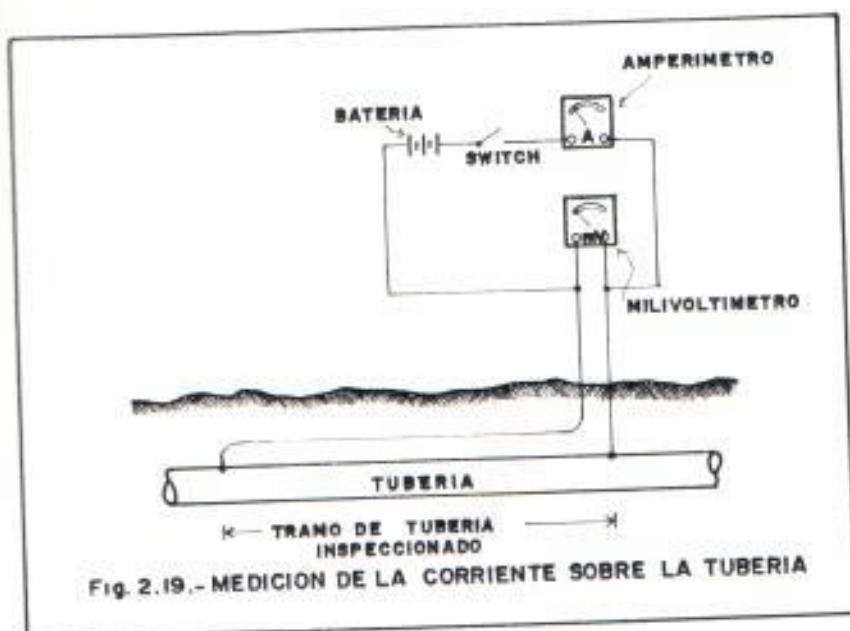 AMPERIMETRO
BATERIA
SWITCH
A
mV
MILIVOLTIMETRO
TUBERIA
TRAMO DE TUBERIA
INSPECCIONADO
Fig. 2.19.- MEDICION DE LA CORRIENTE SOBRE LA TUBERIA